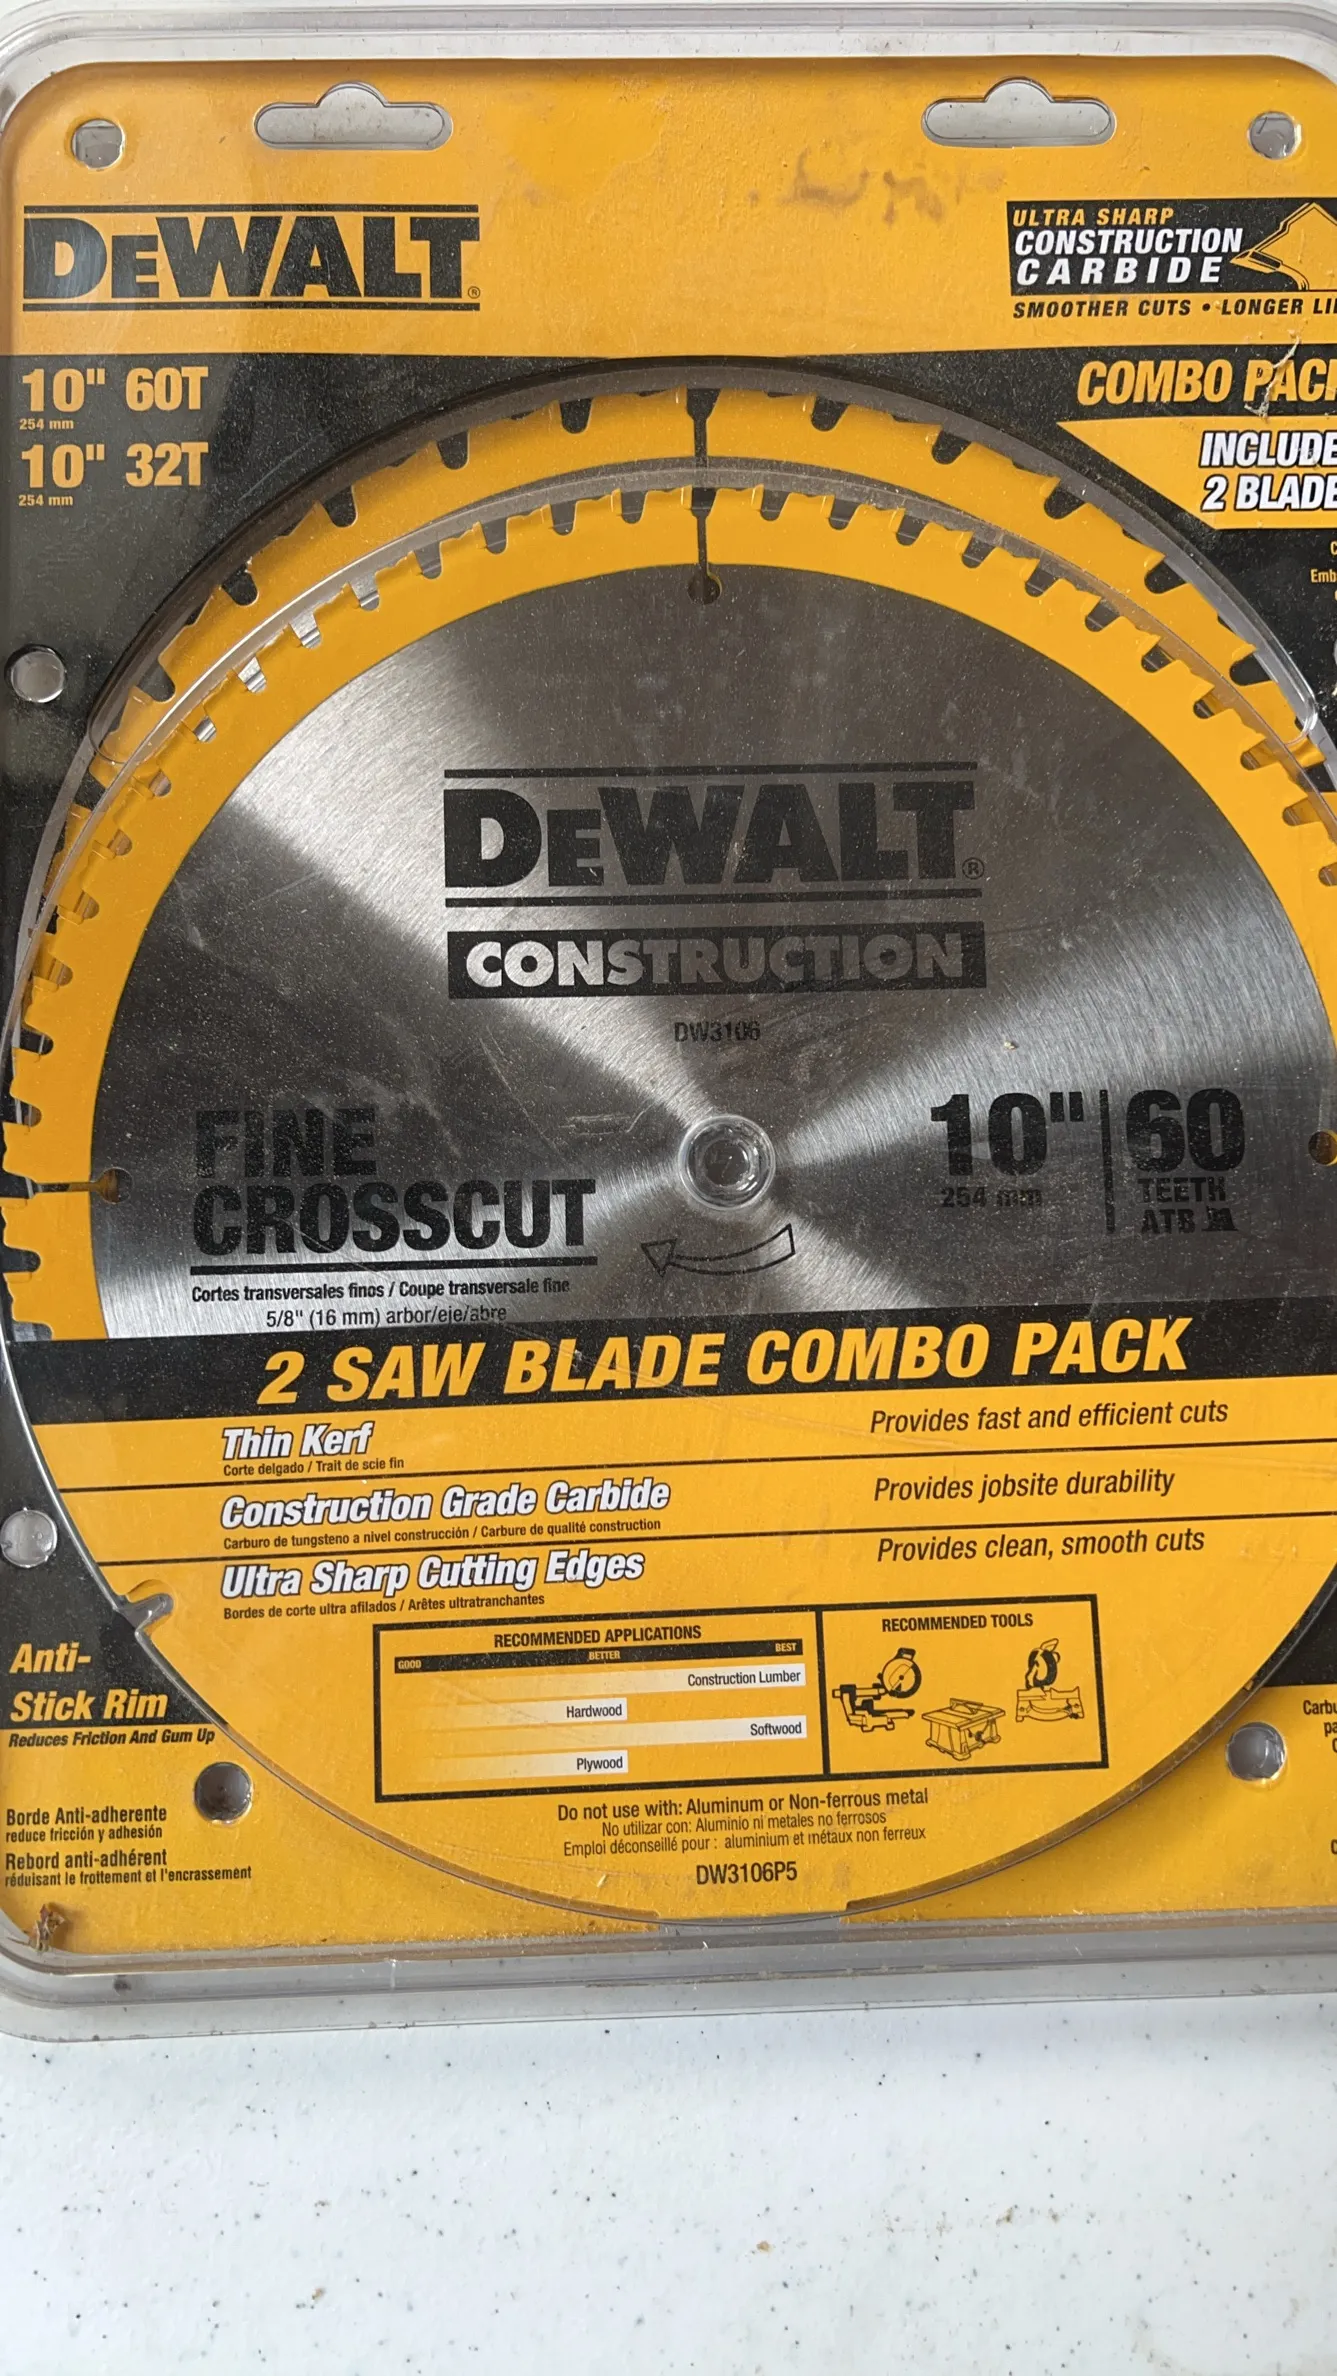 DEWALT®
ULTRA SHARP
CONSTRUCTION
CARBIDE
SMOOTHER CUTS • LONGER
10" 60T
254 mm
10" 32T
254 mm
COMBO
2
DEWALT®
CONSTRUCTION
DW3106
FINE
CROSSCUT
Cortes transversales finos / Coupe transversale fine
5/8" (16 mm) arbor/eje/abre
10" 60
254 mm
TEETH
ATB
2 SAW BLADE COMBO PACK
Thin Kerf
Corte delgado / Trait de scie fin
Provides fast and efficient cuts
Construction Grade Carbide
Carburo de tungsteno a nivel construcción / Carbure de qualité construction
Provides jobsite durability
Ultra Sharp Cutting Edges
Bordes de corte ultra afilados / Arêtes ultratranchantes
Provides clean, smooth cuts
Anti-
Stick Rim
Reduces Friction And Gum Up
Borde Anti-adherente
reduce fricción y adhesión
Rebord anti-adhérent
réduisant le frottement et l'encrassement
RECOMMENDED APPLICATIONS
GOOD BETTER BEST
Construction Lumber
Hardwood
Softwood
Plywood
RECOMMENDED TOOLS
Do not use with: Aluminum or Non-ferrous metal
No utilizar con: Aluminio ni metales no ferrosos
Emploi déconseillé pour : aluminium et métaux non ferreux
DW3106P5